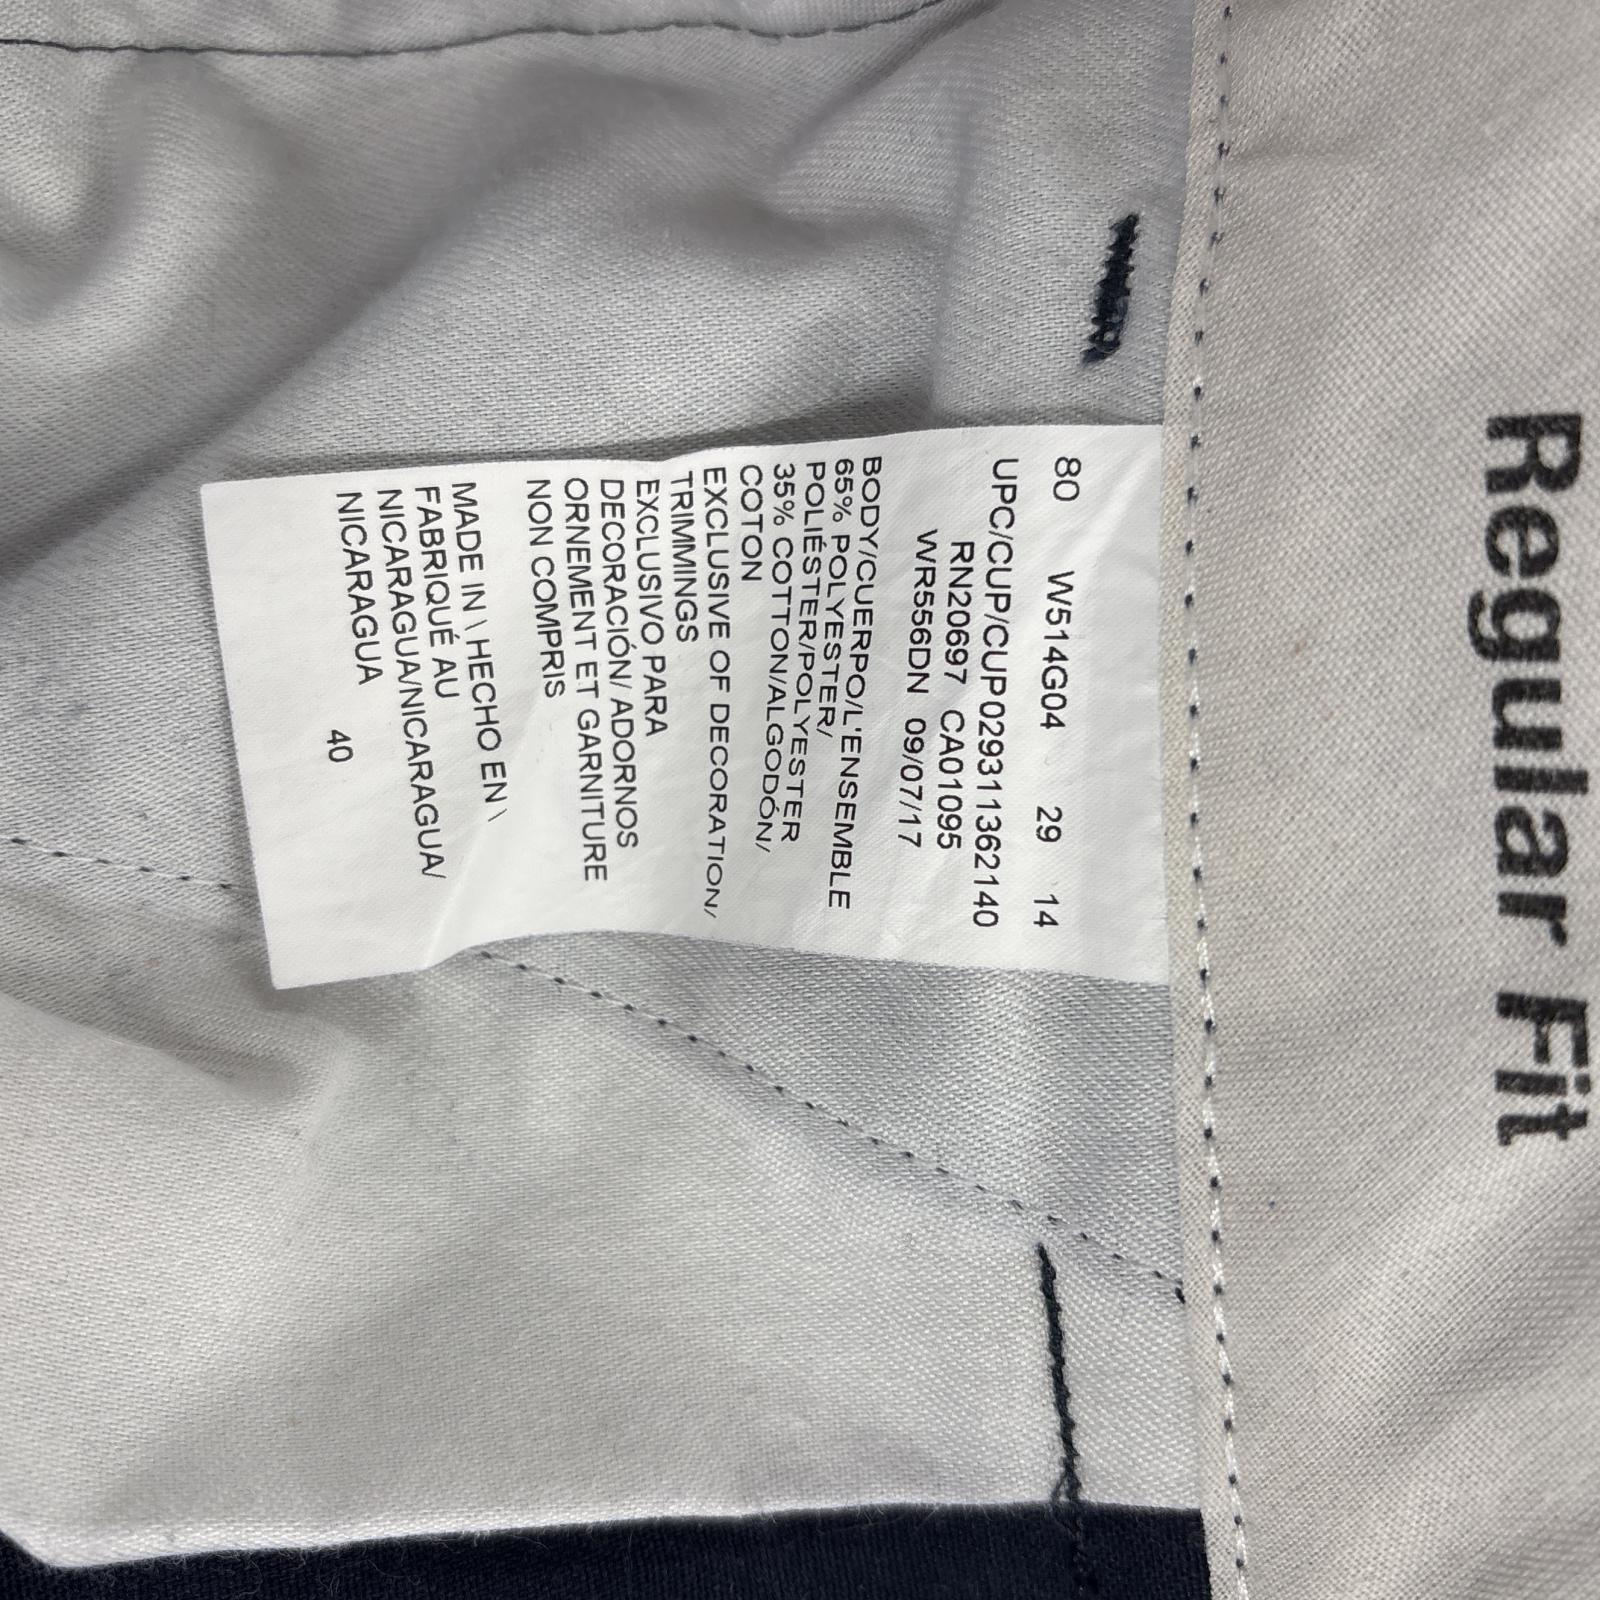 Regular Fit
80 W514G04 29 14
UPC/CUP/CUP029311362140
RN20697 CA01095
WR556DN 09/07/17
BODY/CUERPO/L'ENSEMBLE
65% POLYESTER/
POLIÉSTER/POLYESTER
35% COTTON/ALGODÓN/
COTON
EXCLUSIVE OF DECORATION/
TRIMMINGS
EXCLUSIVO PARA
DECORACIÓN/ ADORNOS
ORNEMENT ET GARNITURE
NON COMPRIS
MADE IN \ HECHO EN \
FABRIQUÉ AU
NICARAGUA/NICARAGUA/
NICARAGUA
40